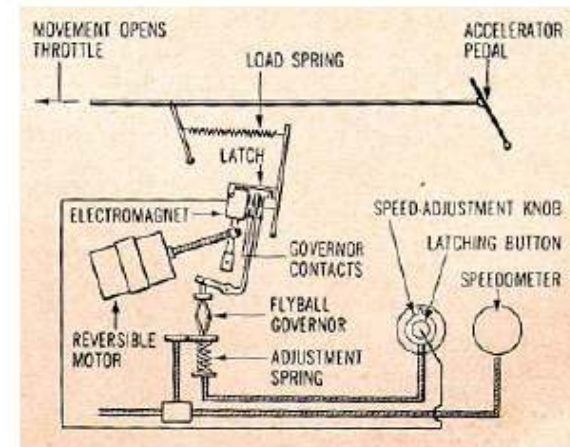 MOVEMENT OPENS
THROTTLE
ACCELERATOR
PEDAL
LOAD SPRING
LATCH
ELECTROMAGNET
SPEED-ADJUSTMENT KNOB
LATCHING BUTTON
GOVERNOR
CONTACTS
SPEEDOMETER
FLYBALL
GOVERNOR
REVERSIBLE
MOTOR
ADJUSTMENT
SPRING